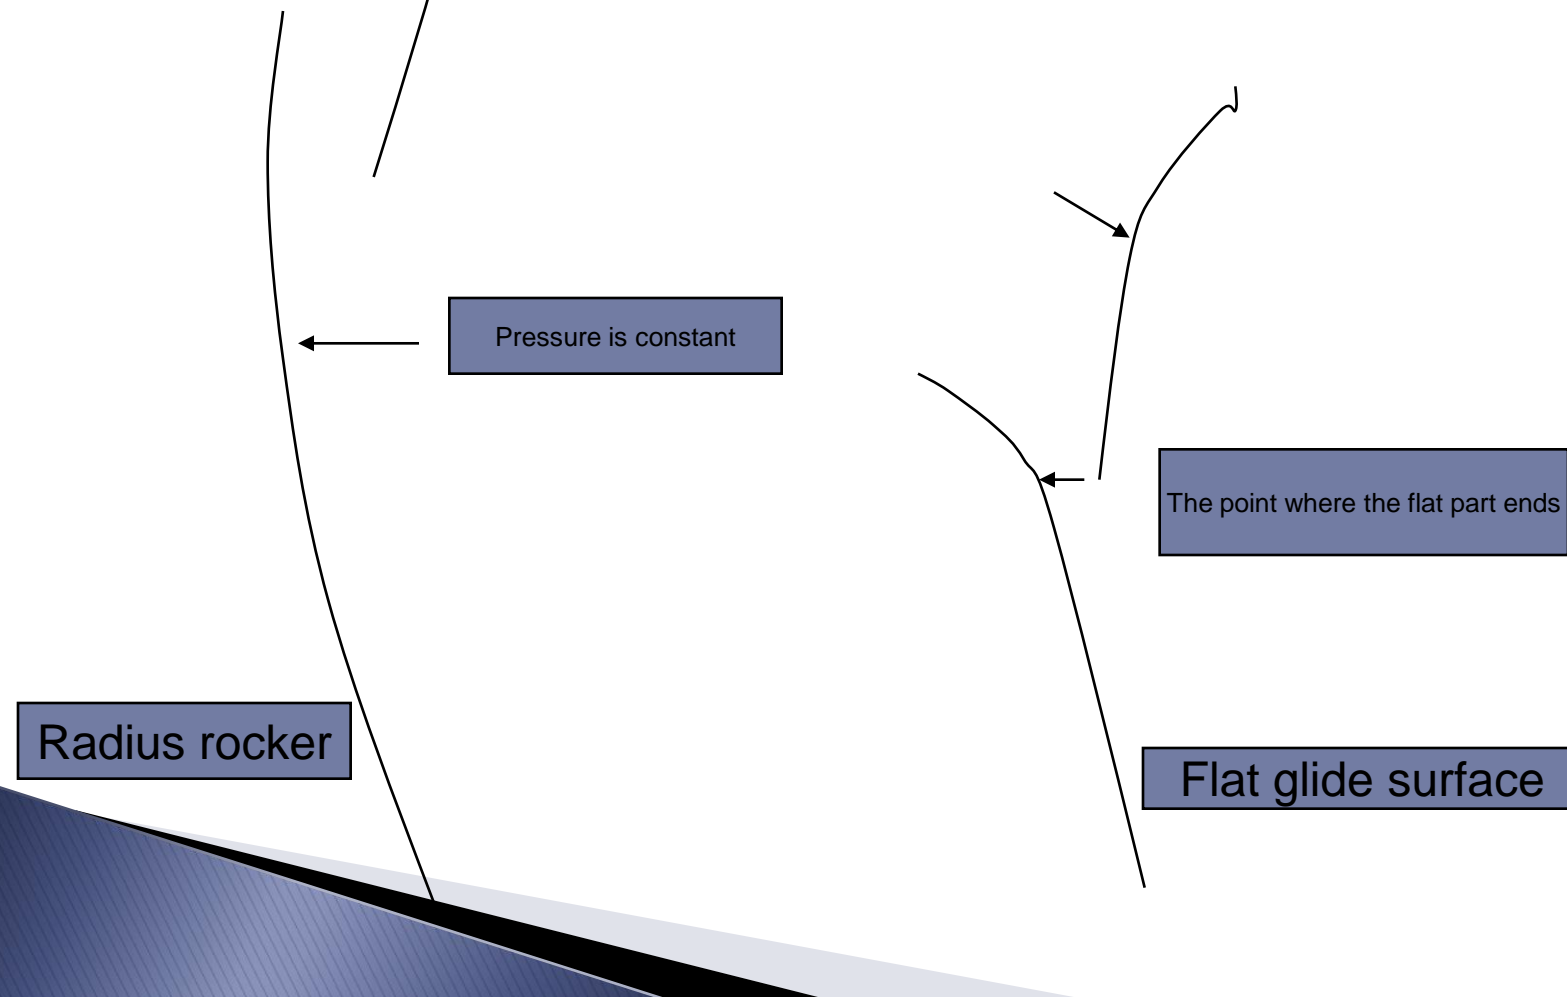 Pressure is constant
The point where the flat part ends
Radius rocker
Flat glide surface